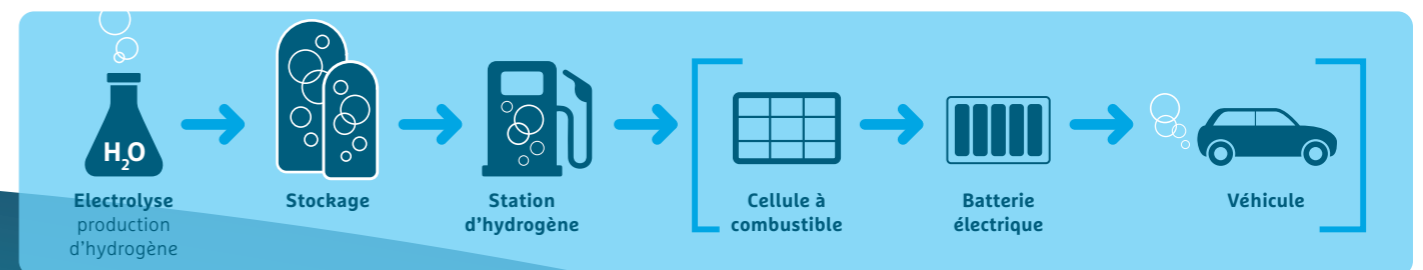 H₂O
Electrolyse
production
d'hydrogène
Stockage
Station
d'hydrogène
Cellule à
combustible
Batterie
électrique
Véhicule